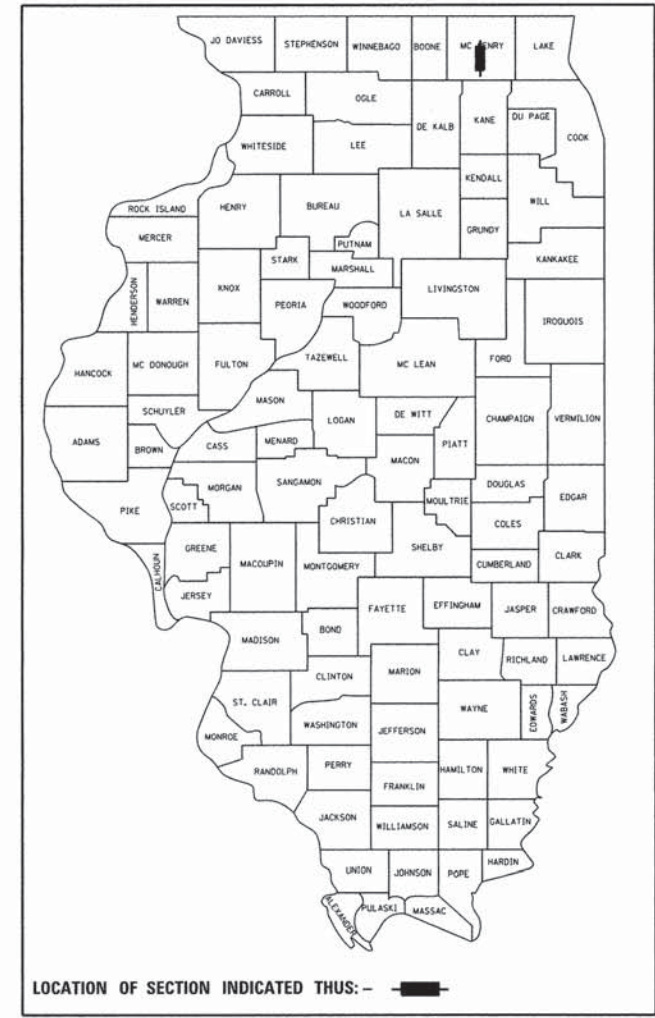 JO DAVIESS
STEPHENSON
WINNEBAGO
BOONE
MC HENRY
LAKE
CARROLL
OGLE
DE KALB
KANE
DU PAGE
COOK
WHITESIDE
LEE
KENDALL
WILL
ROCK ISLAND
HENRY
BUREAU
LA SALLE
GRUNDY
MERCER
PUTNAM
STARK
MARSHALL
KANKAKEE
HENDERSON
WARREN
KNOX
PEORIA
WOODFORD
LIVINGSTON
IROQUOIS
HANCOCK
MC DONOUGH
FULTON
TAZEWELL
MC LEAN
FORD
SCHUYLER
MASON
LOGAN
DE WITT
CHAMPAIGN
VERMILION
ADAMS
BROWN
CASS
MENARD
MACON
PIATT
PIKE
SCOTT
MORGAN
SANGAMON
CHRISTIAN
MOULTRIE
DOUGLAS
EDGAR
COLES
CALHOUN
GREENE
MACOUPIN
MONTGOMERY
SHELBY
CUMBERLAND
CLARK
JERSEY
FAYETTE
EFFINGHAM
JASPER
CRAWFORD
MADISON
BOND
CLAY
RICHLAND
LAWRENCE
CLINTON
MARION
ST. CLAIR
WAYNE
EDWARDS
WABASH
MONROE
WASHINGTON
JEFFERSON
RANDOLPH
PERRY
HAMILTON
WHITE
FRANKLIN
JACKSON
WILLIAMSON
SALINE
GALLATIN
UNION
JOHNSON
POPE
HARDIN
ALEXANDER
PULASKI
MASSAC
LOCATION OF SECTION INDICATED THUS: –